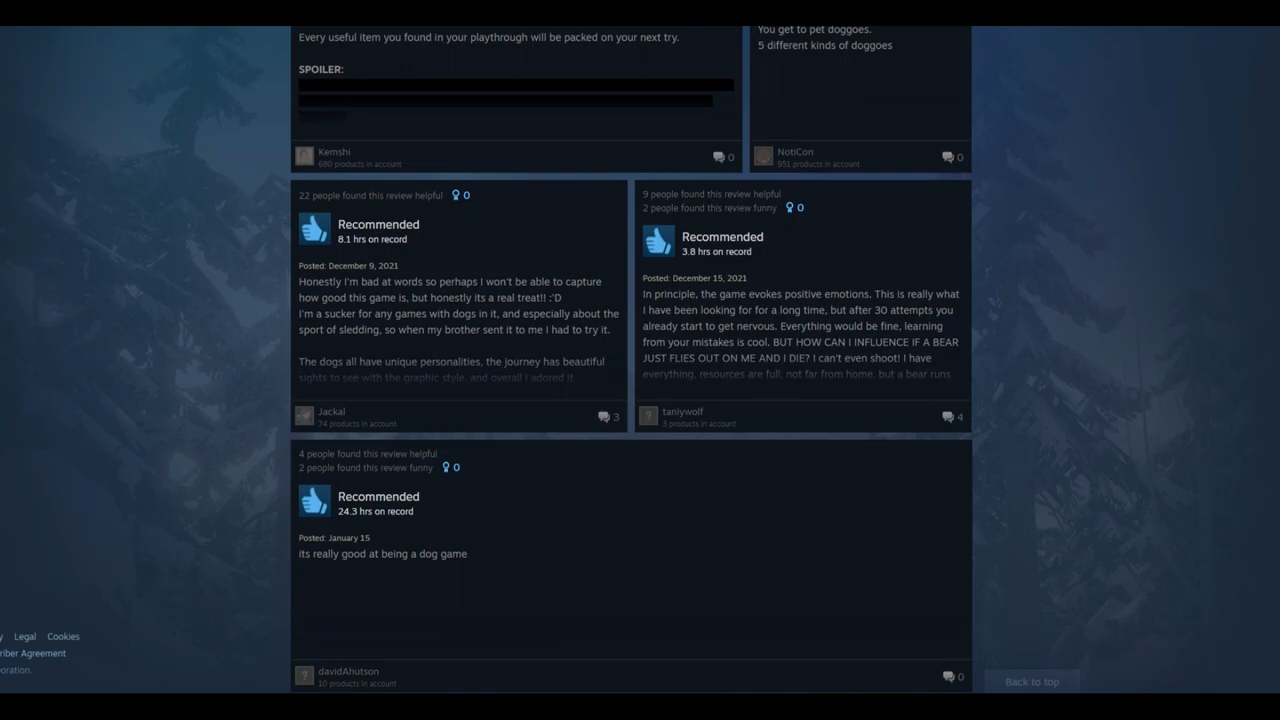 Every useful item you found in your playthrough will be packed on your next try.
SPOILER:
Kemshi
680 products in account
0
You get to pet doggoes.
5 different kinds of doggoes
NotiCon
951 products in account
0
22 people found this review helpful
0
Recommended
8.1 hrs on record
Posted: December 9, 2021
Honestly I'm bad at words so perhaps I won't be able to capture
how good this game is, but honestly its a real treat!! :'D
I'm a sucker for any games with dogs in it, and especially about the
sport of sledding, so when my brother sent it to me I had to try it.
The dogs all have unique personalities, the journey has beautiful
sights to see with the graphic style, and overall I adored it
Jackal
74 products in account
3
9 people found this review helpful
2 people found this review funny
0
Recommended
3.8 hrs on record
Posted: December 15, 2021
In principle, the game evokes positive emotions. This is really what
I have been looking for for a long time, but after 30 attempts you
already start to get nervous. Everything would be fine, learning
from your mistakes is cool. BUT HOW CAN I INFLUENCE IF A BEAR
JUST FLIES OUT ON ME AND I DIE? I can't even shoot! I have
everything, resources are full, not far from home, but a bear runs
taniywolf
3 products in account
4
4 people found this review helpful
2 people found this review funny
0
Recommended
24.3 hrs on record
Posted: January 15
its really good at being a dog game
davidAhutson
10 products in account
0
y Legal Cookies
riber Agreement
oration.
Back to top